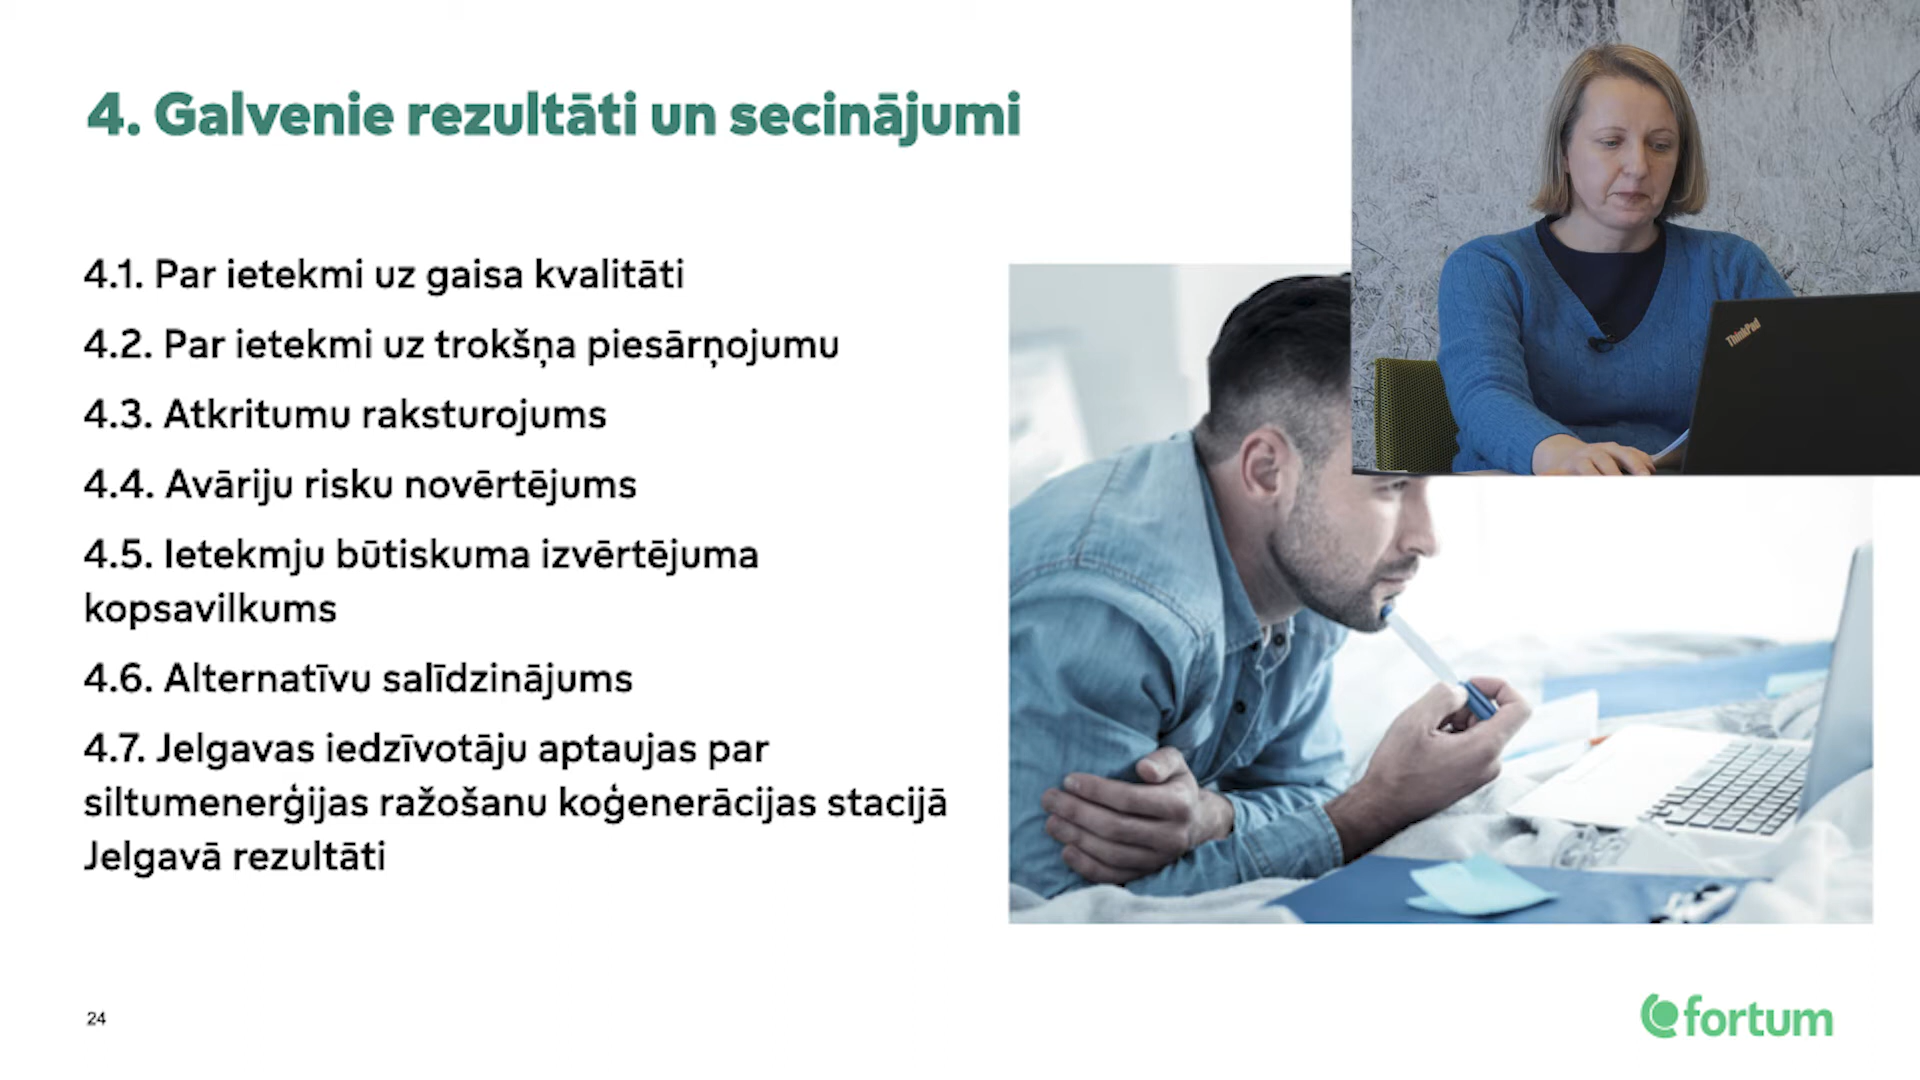 4. Galvenie rezultāti un secinājumi
4.1. Par ietekmi uz gaisa kvalitāti
4.2. Par ietekmi uz trokšņa piesārņojumu
4.3. Atkritumu raksturojums
4.4. Avāriju risku novērtējums
4.5. Ietekmju būtiskuma izvērtējuma
kopsavilkums
4.6. Alternatīvu salīdzinājums
4.7. Jelgavas iedzīvotāju aptaujas par
siltumenerģijas ražošanu koģenerācijas stacijā
Jelgavā rezultāti
ThinkPad
24
fortum